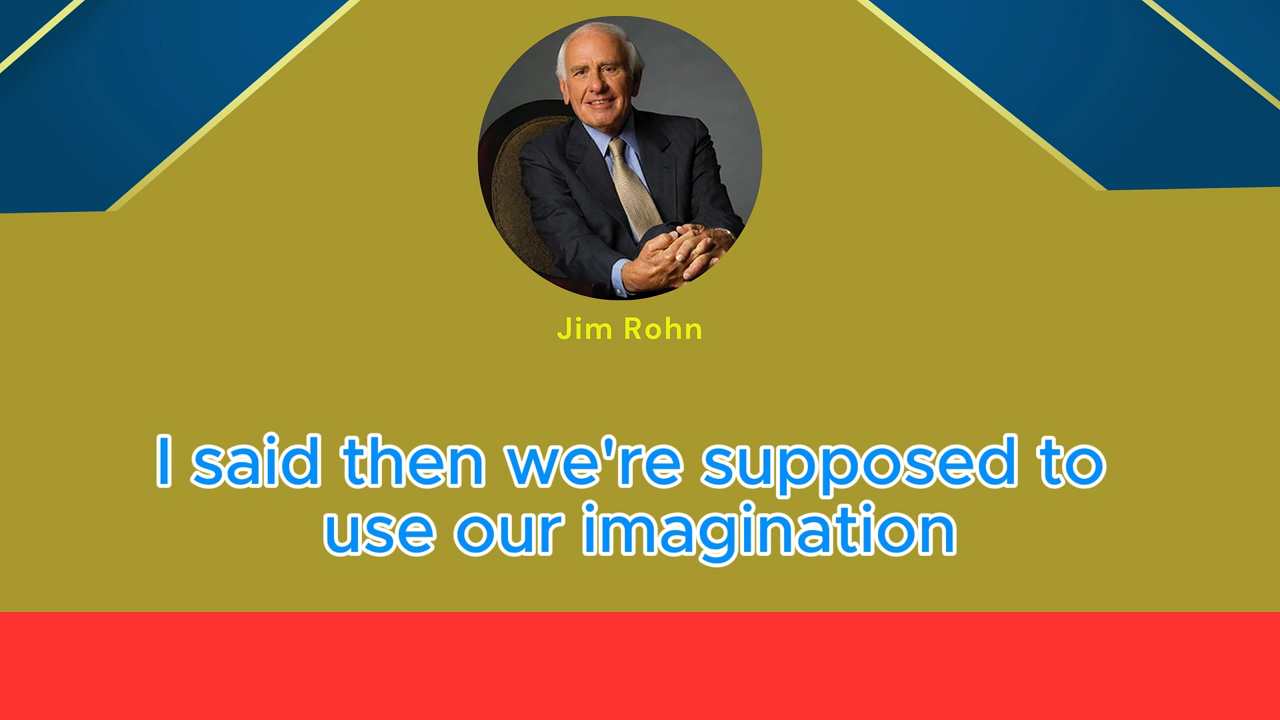 Jim Rohn
I said then we're supposed to
use our imagination